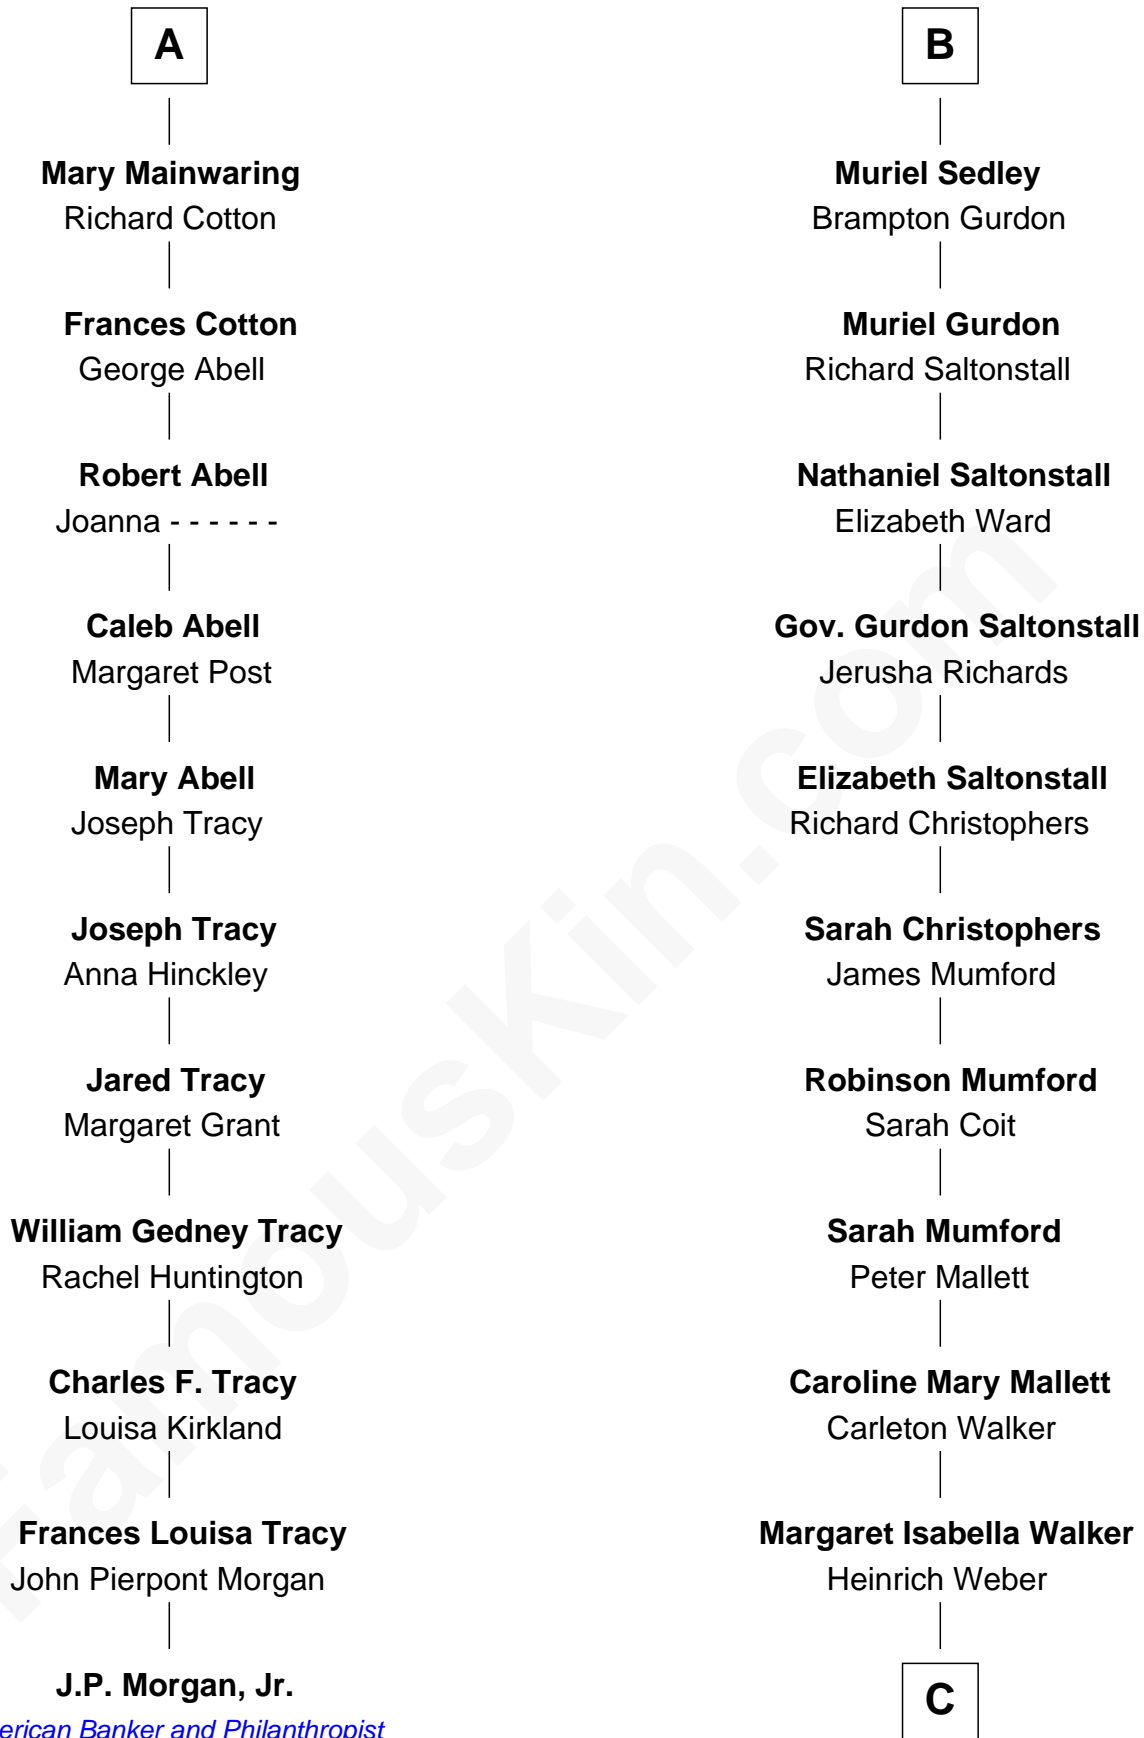 A
Mary Mainwaring
Richard Cotton
Frances Cotton
George Abell
Robert Abell
Joanna - - - - - -
Caleb Abell
Margaret Post
Mary Abell
Joseph Tracy
Joseph Tracy
Anna Hinckley
Jared Tracy
Margaret Grant
William Gedney Tracy
Rachel Huntington
Charles F. Tracy
Louisa Kirkland
Frances Louisa Tracy
John Pierpont Morgan
J.P. Morgan, Jr.
erican Banker and Philanthropist
B
Muriel Sedley
Brampton Gurdon
Muriel Gurdon
Richard Saltonstall
Nathaniel Saltonstall
Elizabeth Ward
Gov. Gurdon Saltonstall
Jerusha Richards
Elizabeth Saltonstall
Richard Christophers
Sarah Christophers
James Mumford
Robinson Mumford
Sarah Coit
Sarah Mumford
Peter Mallett
Caroline Mary Mallett
Carleton Walker
Margaret Isabella Walker
Heinrich Weber
C
FamousKin.com